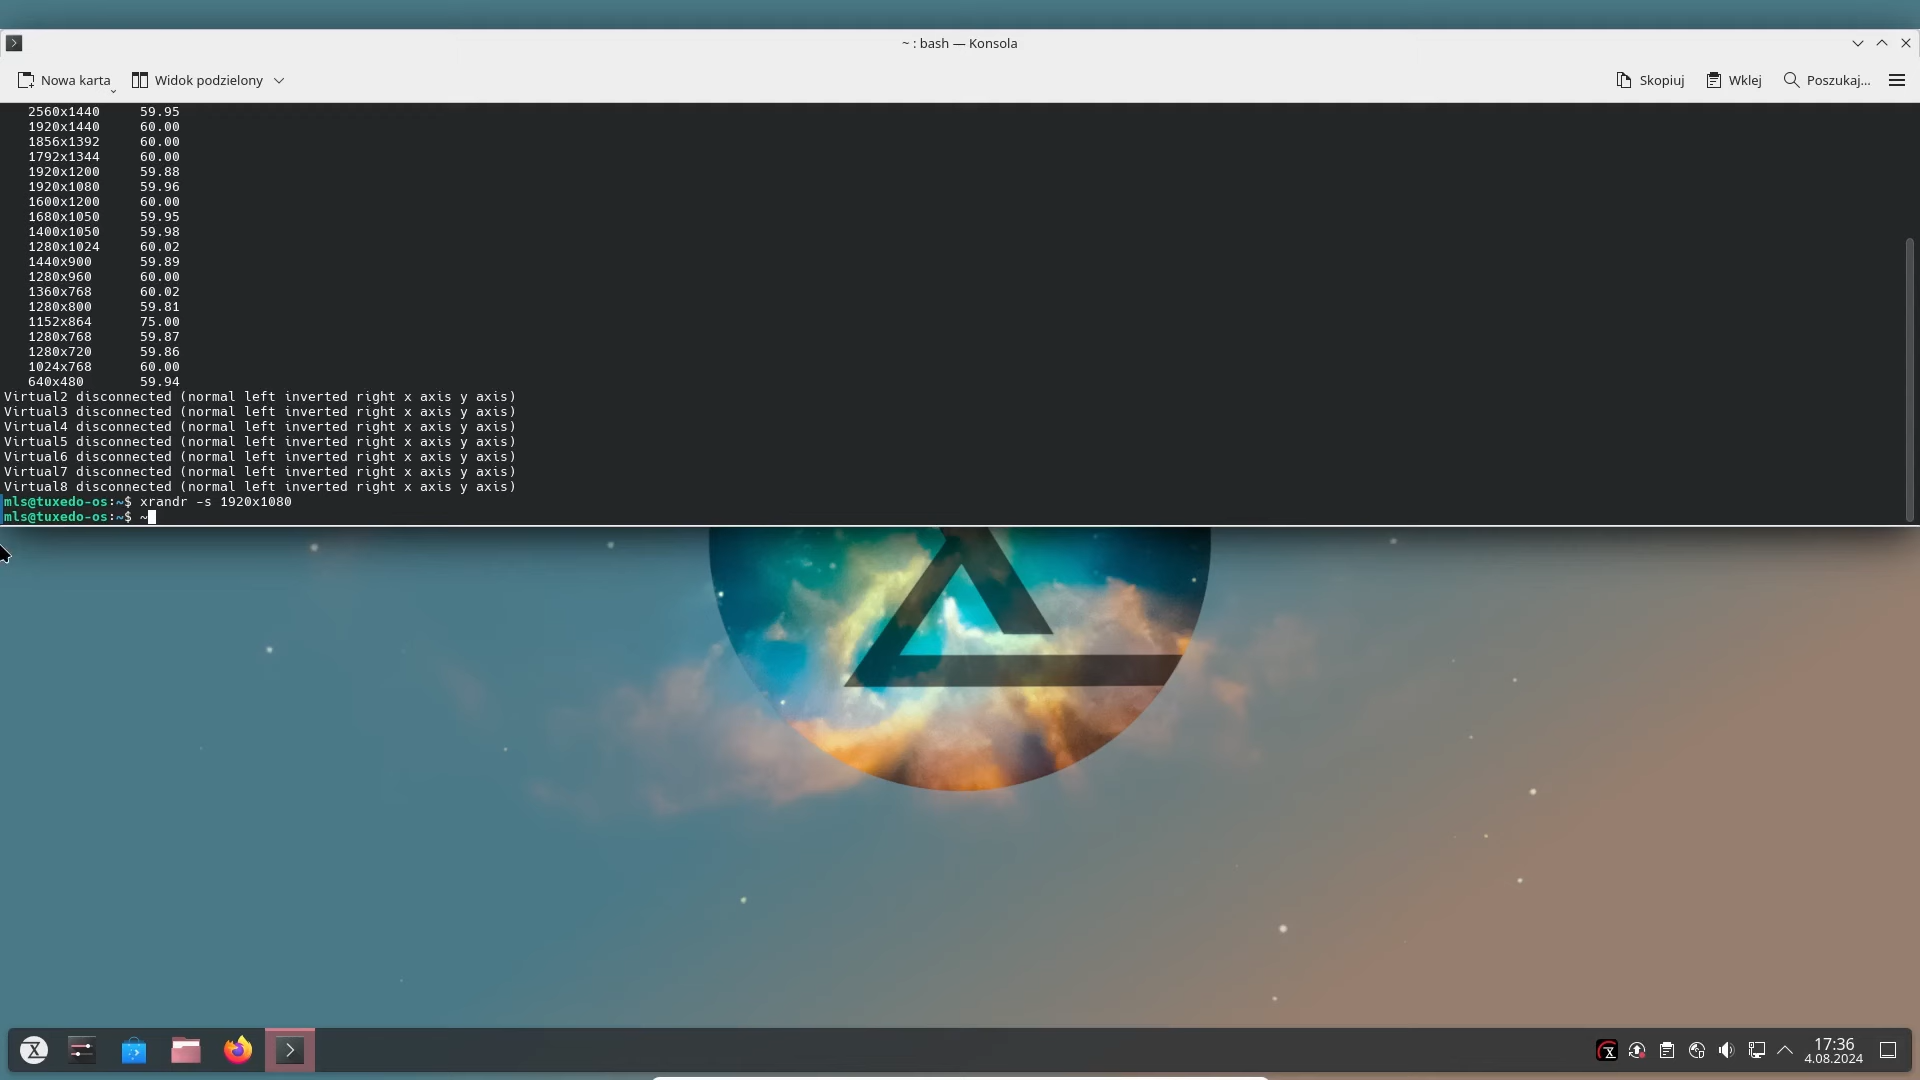 ~ : bash — Konsola
Nowa karta Widok podzielony Skopiuj Wklej Poszukaj...
2560x1440 59.95
1920x1440 60.00
1856x1392 60.00
1792x1344 60.00
1920x1200 59.88
1920x1080 59.96
1600x1200 60.00
1680x1050 59.95
1400x1050 59.98
1280x1024 60.02
1440x900 59.89
1280x960 60.00
1360x768 60.02
1280x800 59.81
1152x864 75.00
1280x768 59.87
1280x720 59.86
1024x768 60.00
640x480 59.94
Virtual2 disconnected (normal left inverted right x axis y axis)
Virtual3 disconnected (normal left inverted right x axis y axis)
Virtual4 disconnected (normal left inverted right x axis y axis)
Virtual5 disconnected (normal left inverted right x axis y axis)
Virtual6 disconnected (normal left inverted right x axis y axis)
Virtual7 disconnected (normal left inverted right x axis y axis)
Virtual8 disconnected (normal left inverted right x axis y axis)
mls@tuxedo-os:~$ xrandr -s 1920x1080
mls@tuxedo-os:~$ ~
17:36
4.08.2024